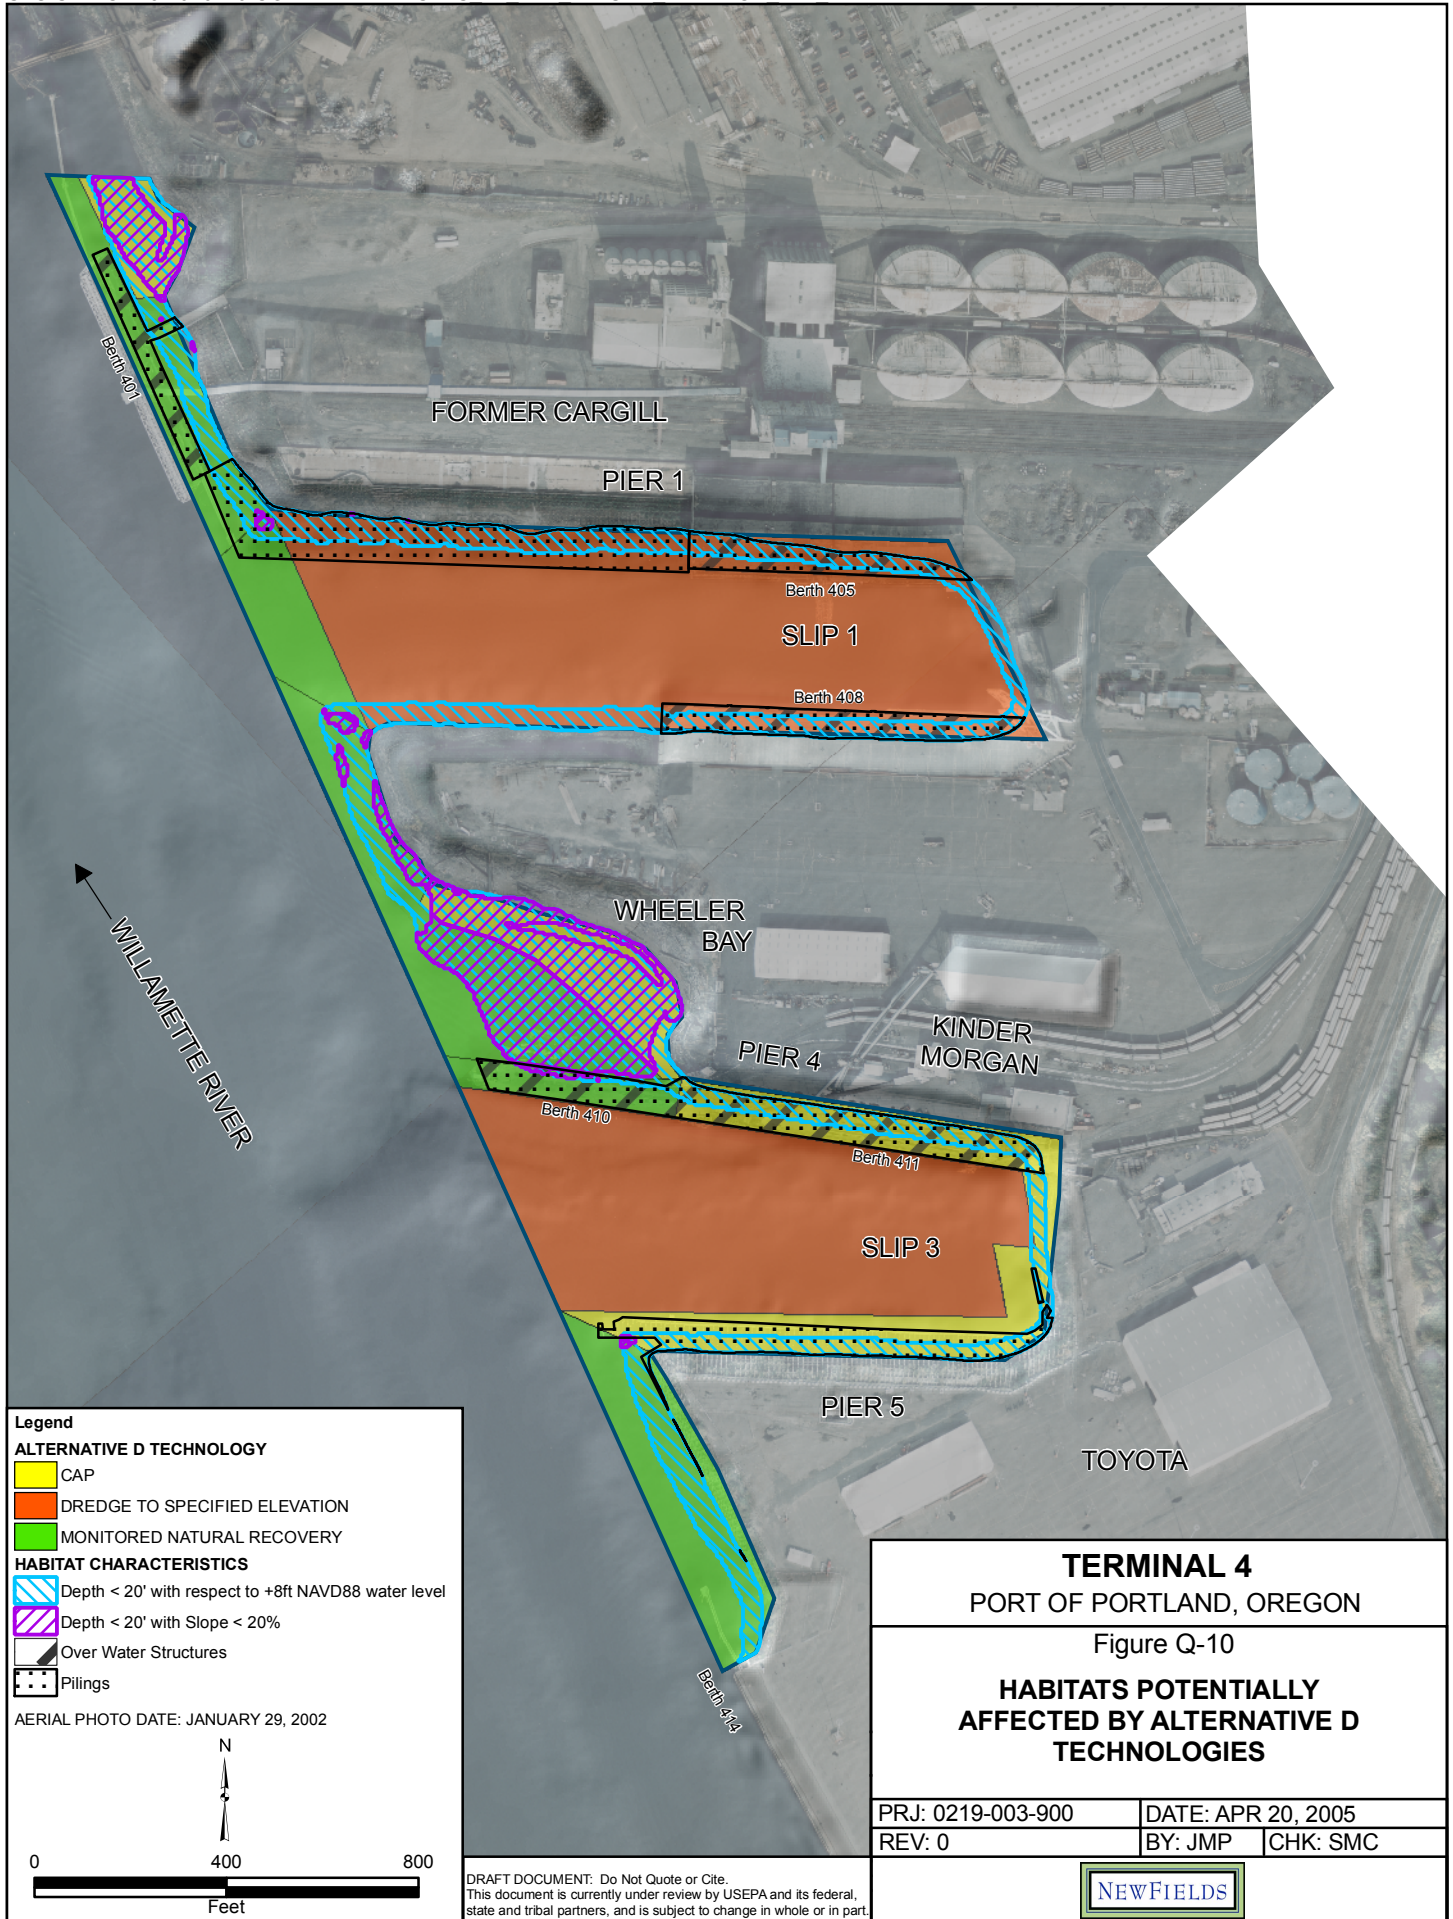 Berth 401
FORMER CARGILL
PIER 1
Berth 405
SLIP 1
Berth 408
WHEELER
BAY
WILLAMETTE RIVER
PIER 4
KINDER
MORGAN
Berth 410
Berth 411
SLIP 3
PIER 5
TOYOTA
Berth 414
Legend
ALTERNATIVE D TECHNOLOGY
CAP
DREDGE TO SPECIFIED ELEVATION
MONITORED NATURAL RECOVERY
HABITAT CHARACTERISTICS
Depth < 20' with respect to +8ft NAVD88 water level
Depth < 20' with Slope < 20%
Over Water Structures
Pilings
AERIAL PHOTO DATE: JANUARY 29, 2002
N
0 400 800
Feet
DRAFT DOCUMENT: Do Not Quote or Cite.
This document is currently under review by USEPA and its federal,
state and tribal partners, and is subject to change in whole or in part.
TERMINAL 4
PORT OF PORTLAND, OREGON
Figure Q-10
HABITATS POTENTIALLY
AFFECTED BY ALTERNATIVE D
TECHNOLOGIES
PRJ: 0219-003-900 DATE: APR 20, 2005
REV: 0 BY: JMP CHK: SMC
NEWFIELDS